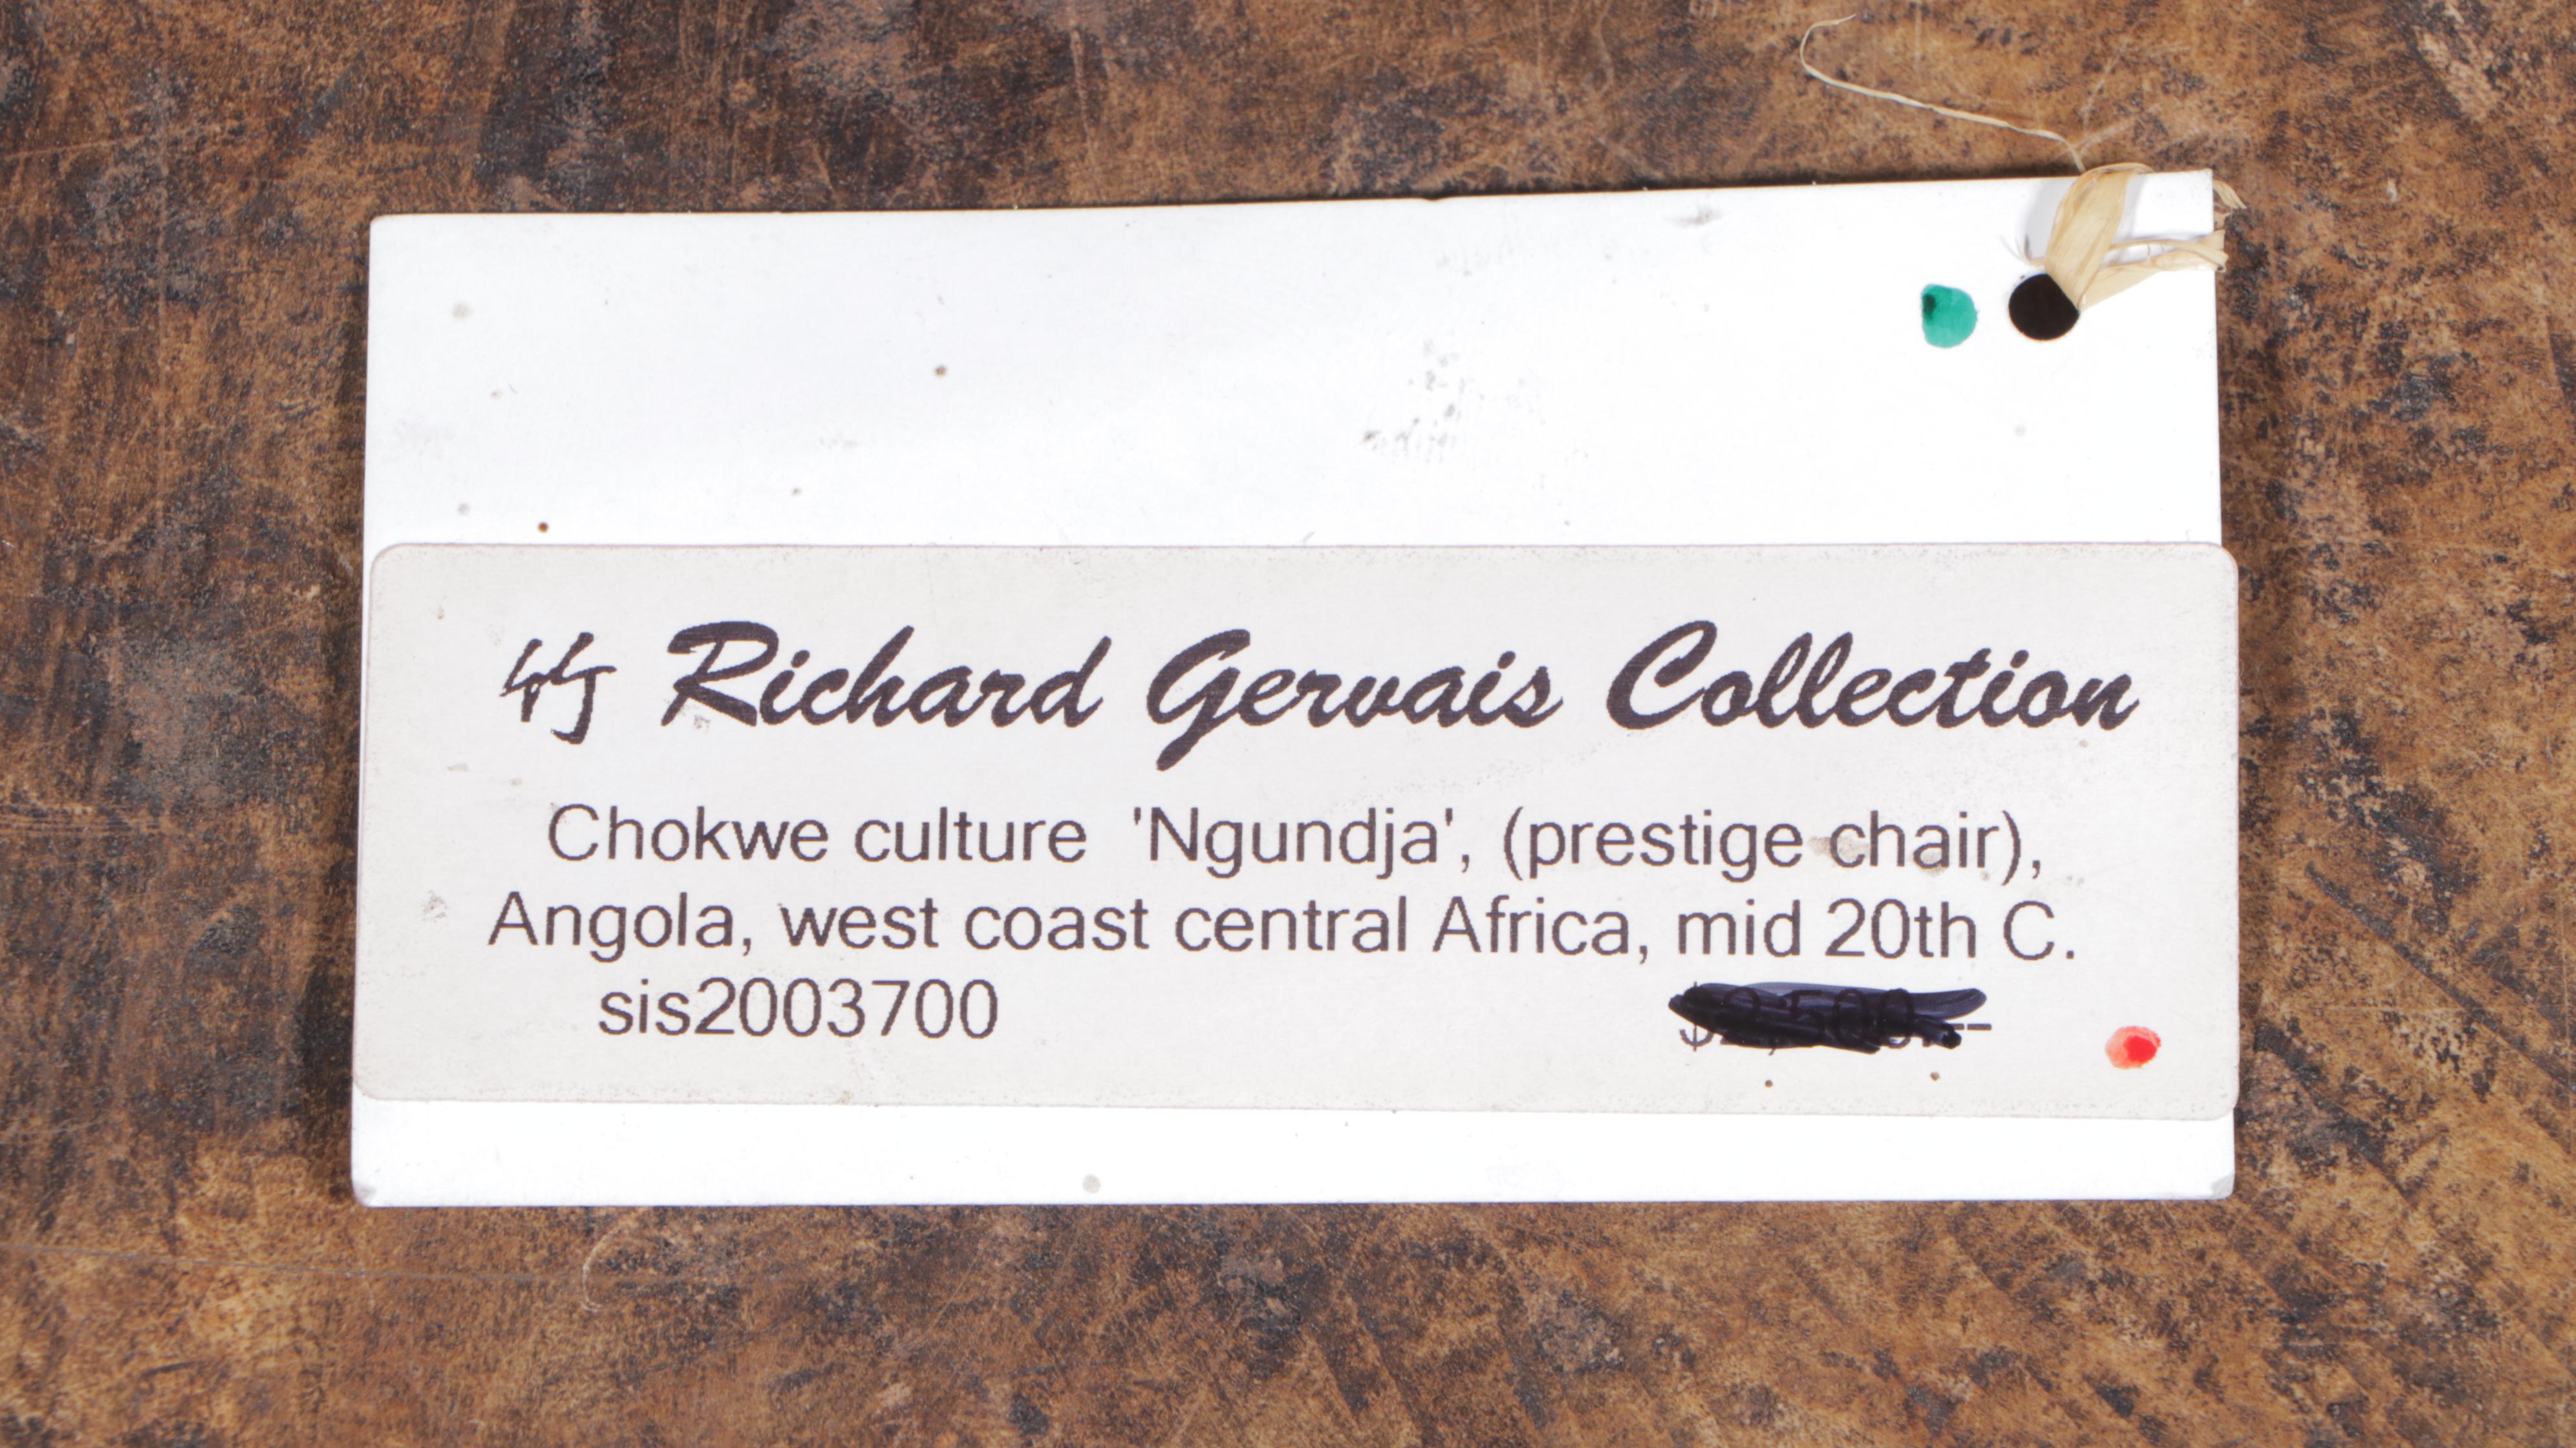 Richard Gervais Collection
Chokwe culture 'Ngundja', (prestige chair),
Angola, west coast central Africa, mid 20th C.
sis2003700